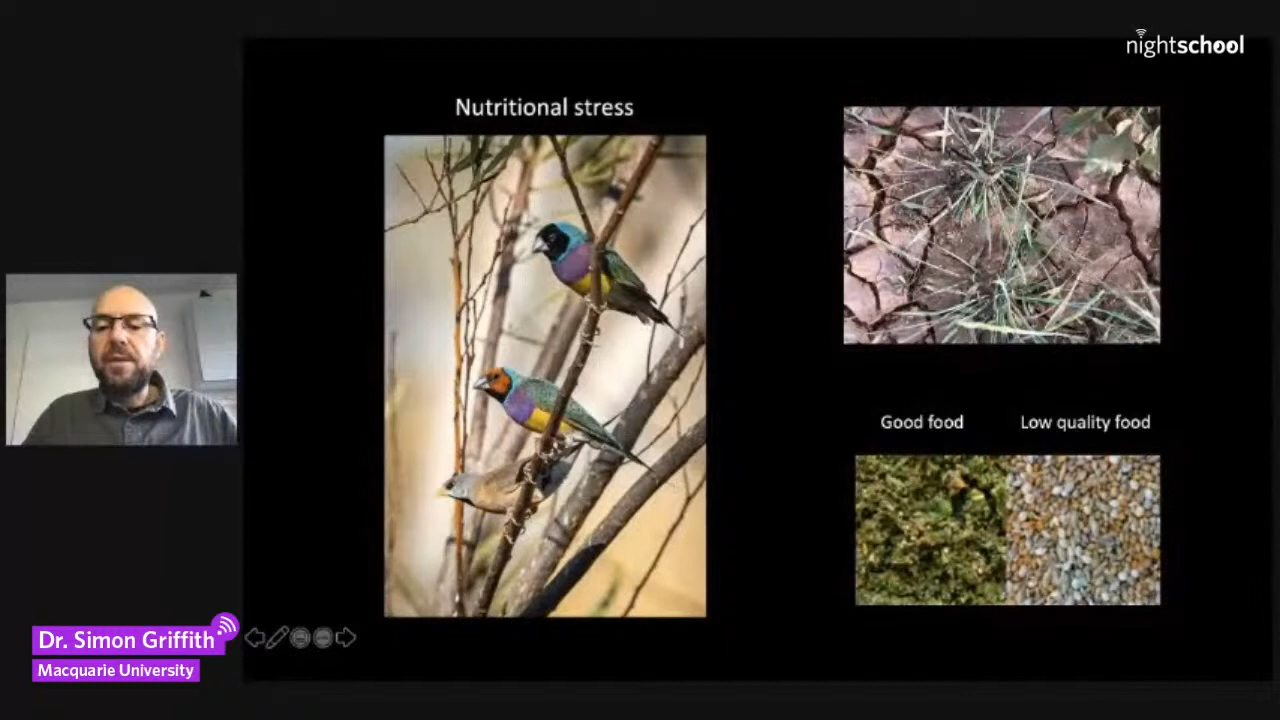 nightschool
Nutritional stress
Good food
Low quality food
Dr. Simon Griffith
Macquarie University